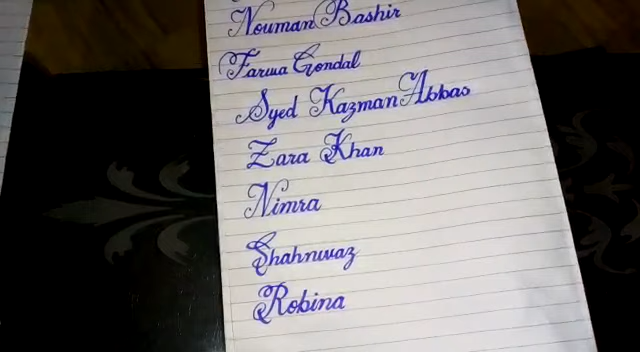 Nouman Bashir
Farwa Gondal
Syed Kazman Abbas
Zara Khan
Nimra
Shahnwaz
Robina